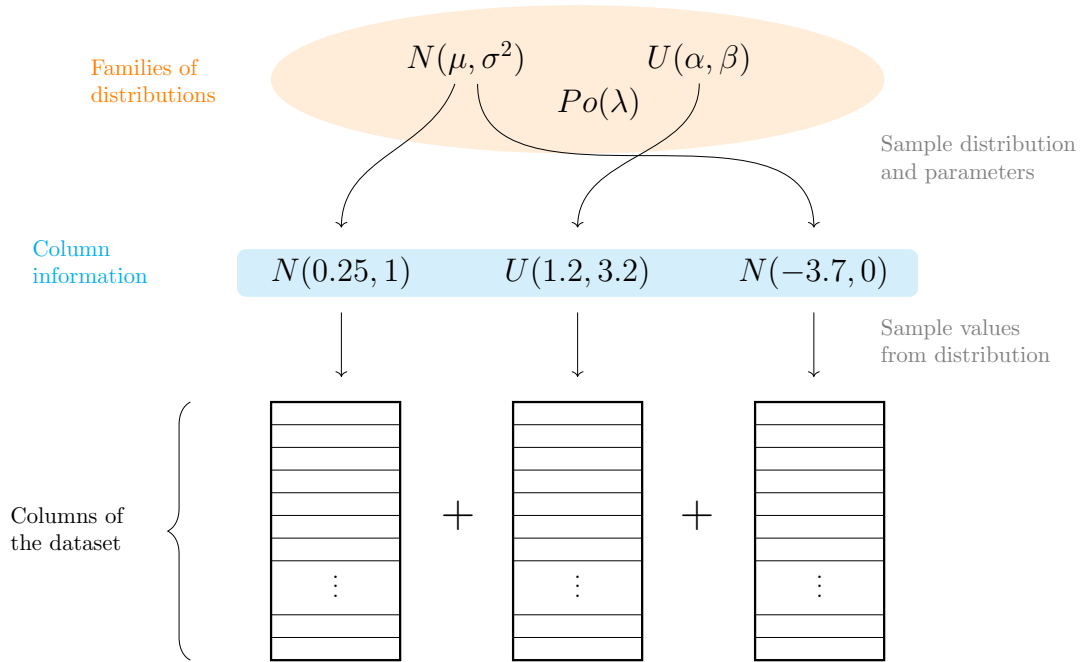 Families of
distributions
N(μ, σ²)
U(α, β)
Po(λ)
Sample distribution
and parameters
Column
information
N(0.25, 1)
U(1.2, 3.2)
N(−3.7, 0)
Sample values
from distribution
Columns of
the dataset
+
+
⋮
⋮
⋮